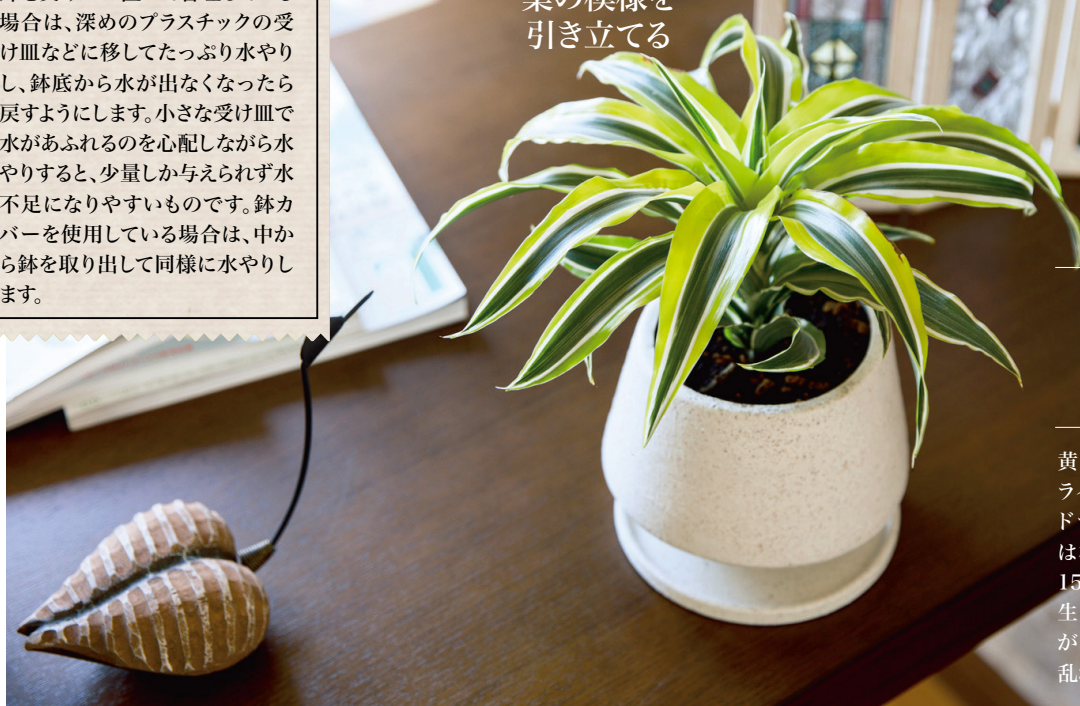 場合は、深めのプラスチックの受
け皿などに移してたっぷり水やり
し、鉢底から水が出なくなったら
戻すようにします。小さな受け皿で
水があふれるのを心配しながら水
やりすると、少量しか与えられず水
不足になりやすいものです。鉢カ
バーを使用している場合は、中か
ら鉢を取り出して同様に水やりし
ます。
葉の模様を
引き立てる
黄
ラ
ド
は
15
生
が
乱